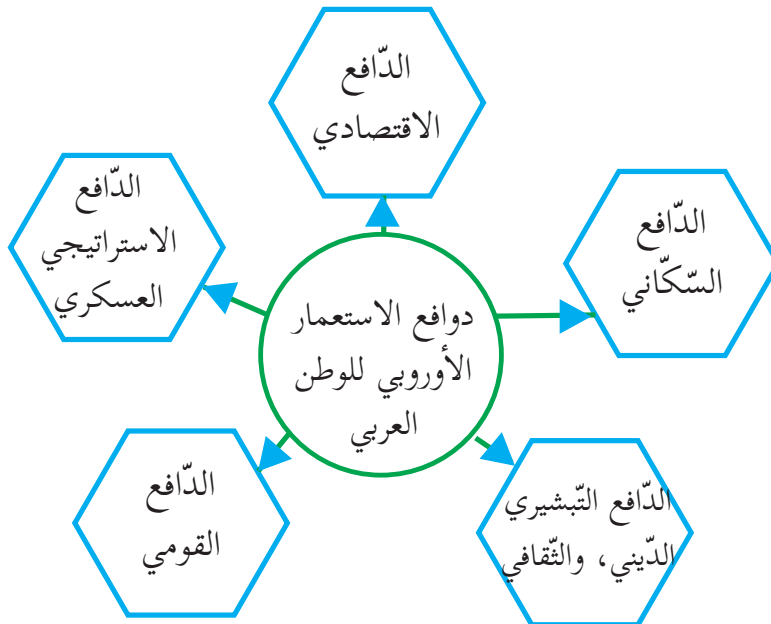 الدّافع
الاقتصادي
الدّافع
السّكّاني
الدّافع
الاستراتيجي
العسكري
دوافع الاستعمار
الأوروبي للوطن
العربي
الدّافع التّبشيري
الدّيني، والثّقافي
الدّافع
القومي